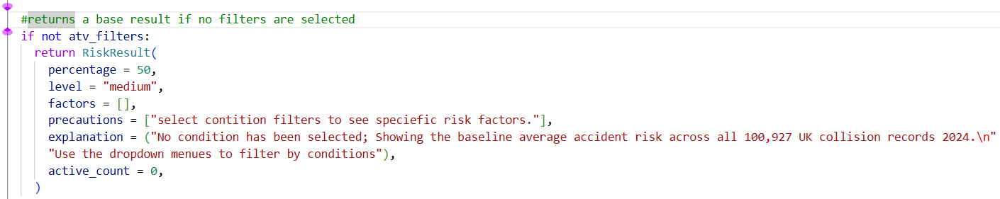 #returns a base result if no filters are selected
if not atv_filters:
return RiskResult(
percentage = 50,
level = "medium",
factors = [],
precautions = ["select contition filters to see speciefic risk factors."],
explanation = ("No condition has been selected; Showing the baseline average accident risk across all 100,927 UK collision records 2024.\n"
"Use the dropdown menues to filter by conditions"),
active_count = 0,
)